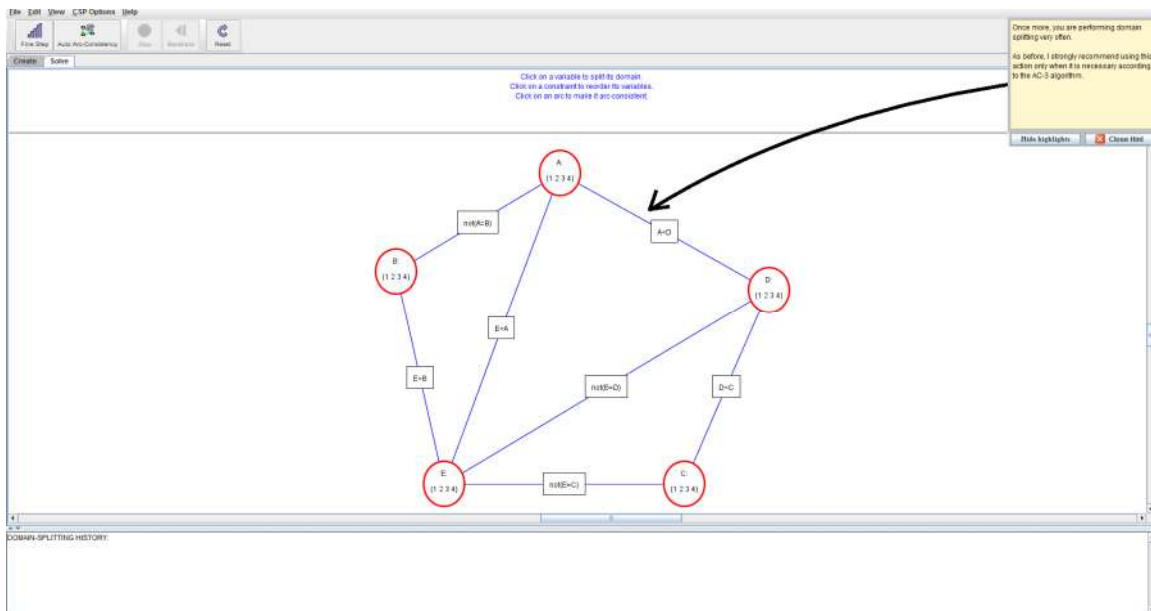 File Edit View CSP Options Help
Fine Step Auto Arc-Consistency Stop Backtrack Reset
Create Solve
Click on a variable to split its domain.
Click on a constraint to reorder its variables.
Click on an arc to make it arc-consistent.
Once more, you are performing domain
splitting very often.
As before, I strongly recommend using this
action only when it is necessary according
to the AC-3 algorithm.
Hide highlights Close Hint
A:
{1 2 3 4}
not(A=B)
B:
{1 2 3 4}
D:
{1 2 3 4}
not(E=D)
E:
{1 2 3 4}
not(E=C)
C:
{1 2 3 4}
DOMAIN-SPLITTING HISTORY: